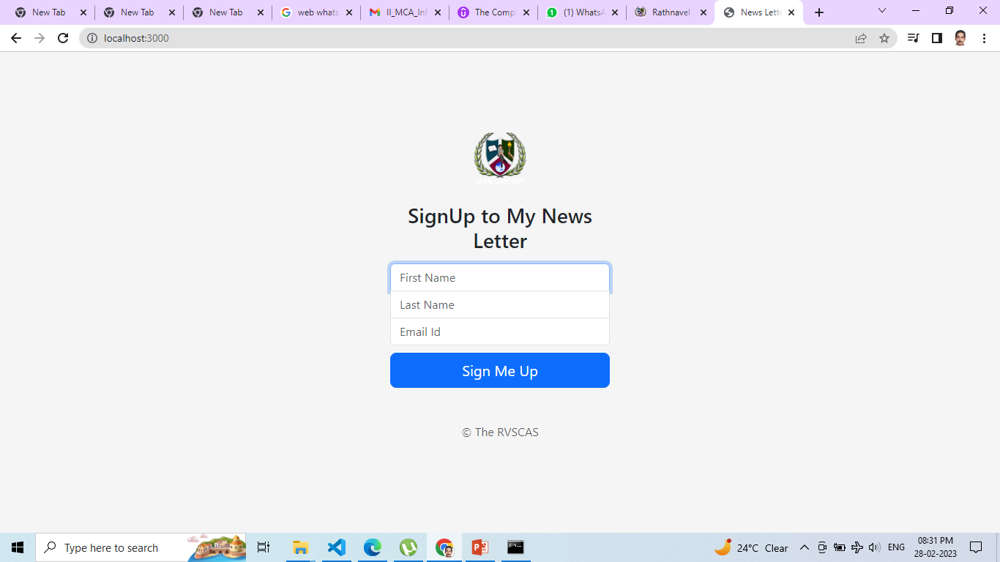 New Tab
New Tab
New Tab
web whats
II_MCA_Inf
The Compl
(1) WhatsA
Rathnavel
News Lette
localhost:3000
SignUp to My News
Letter
First Name
Last Name
Email Id
Sign Me Up
© The RVSCAS
Type here to search
24°C Clear
ENG
08:31 PM
28-02-2023